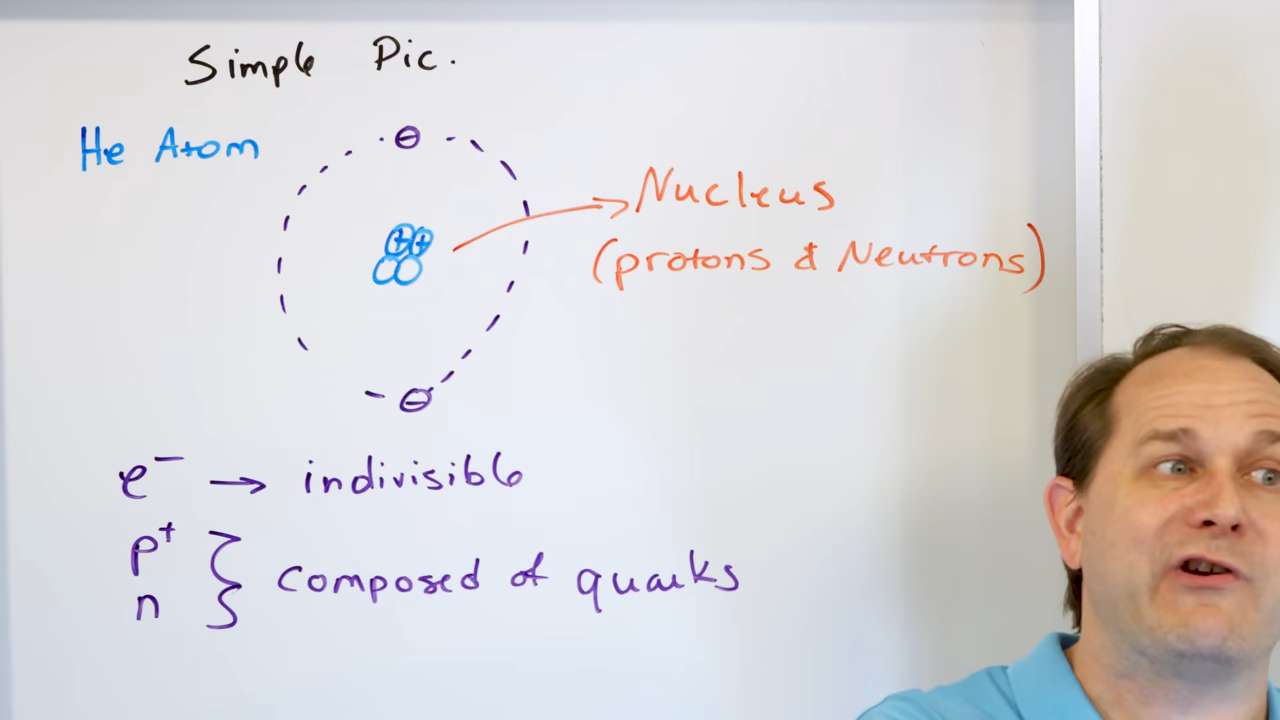 Simple Pic.
He Atom
Nucleus
(protons & Neutrons)
e⁻ → indivisible
p⁺
n
} composed of quarks